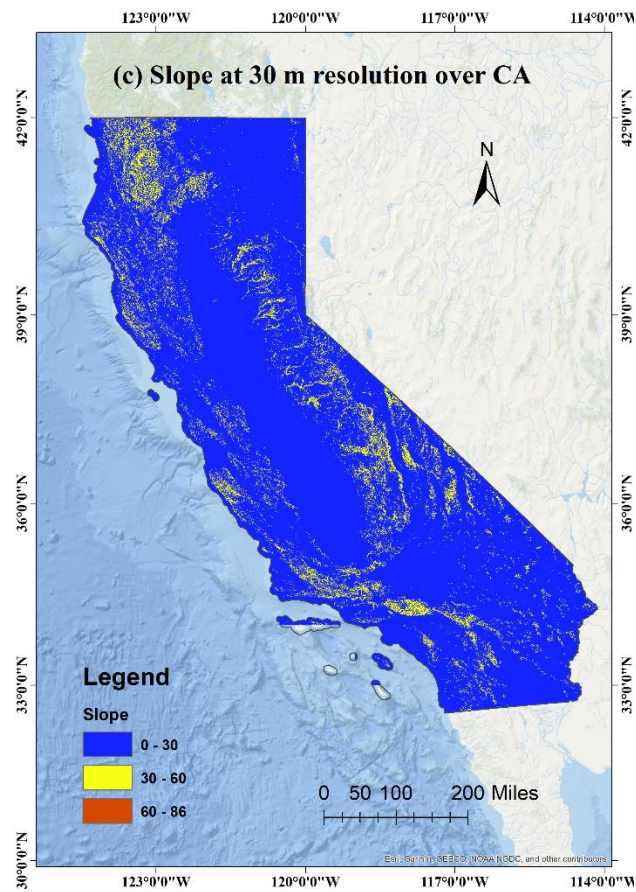 123°0'0"W 120°0'0"W 117°0'0"W 114°0'0"W
(c) Slope at 30 m resolution over CA
N
42°0'0"N 42°0'0"N
39°0'0"N 39°0'0"N
36°0'0"N 36°0'0"N
33°0'0"N 33°0'0"N
30°0'0"N 30°0'0"N
Legend
Slope
0 - 30
30 - 60
60 - 86
0 50 100 200 Miles
Esri, Garmin, GEBCO, NOAA NGDC, and other contributors
123°0'0"W 120°0'0"W 117°0'0"W 114°0'0"W